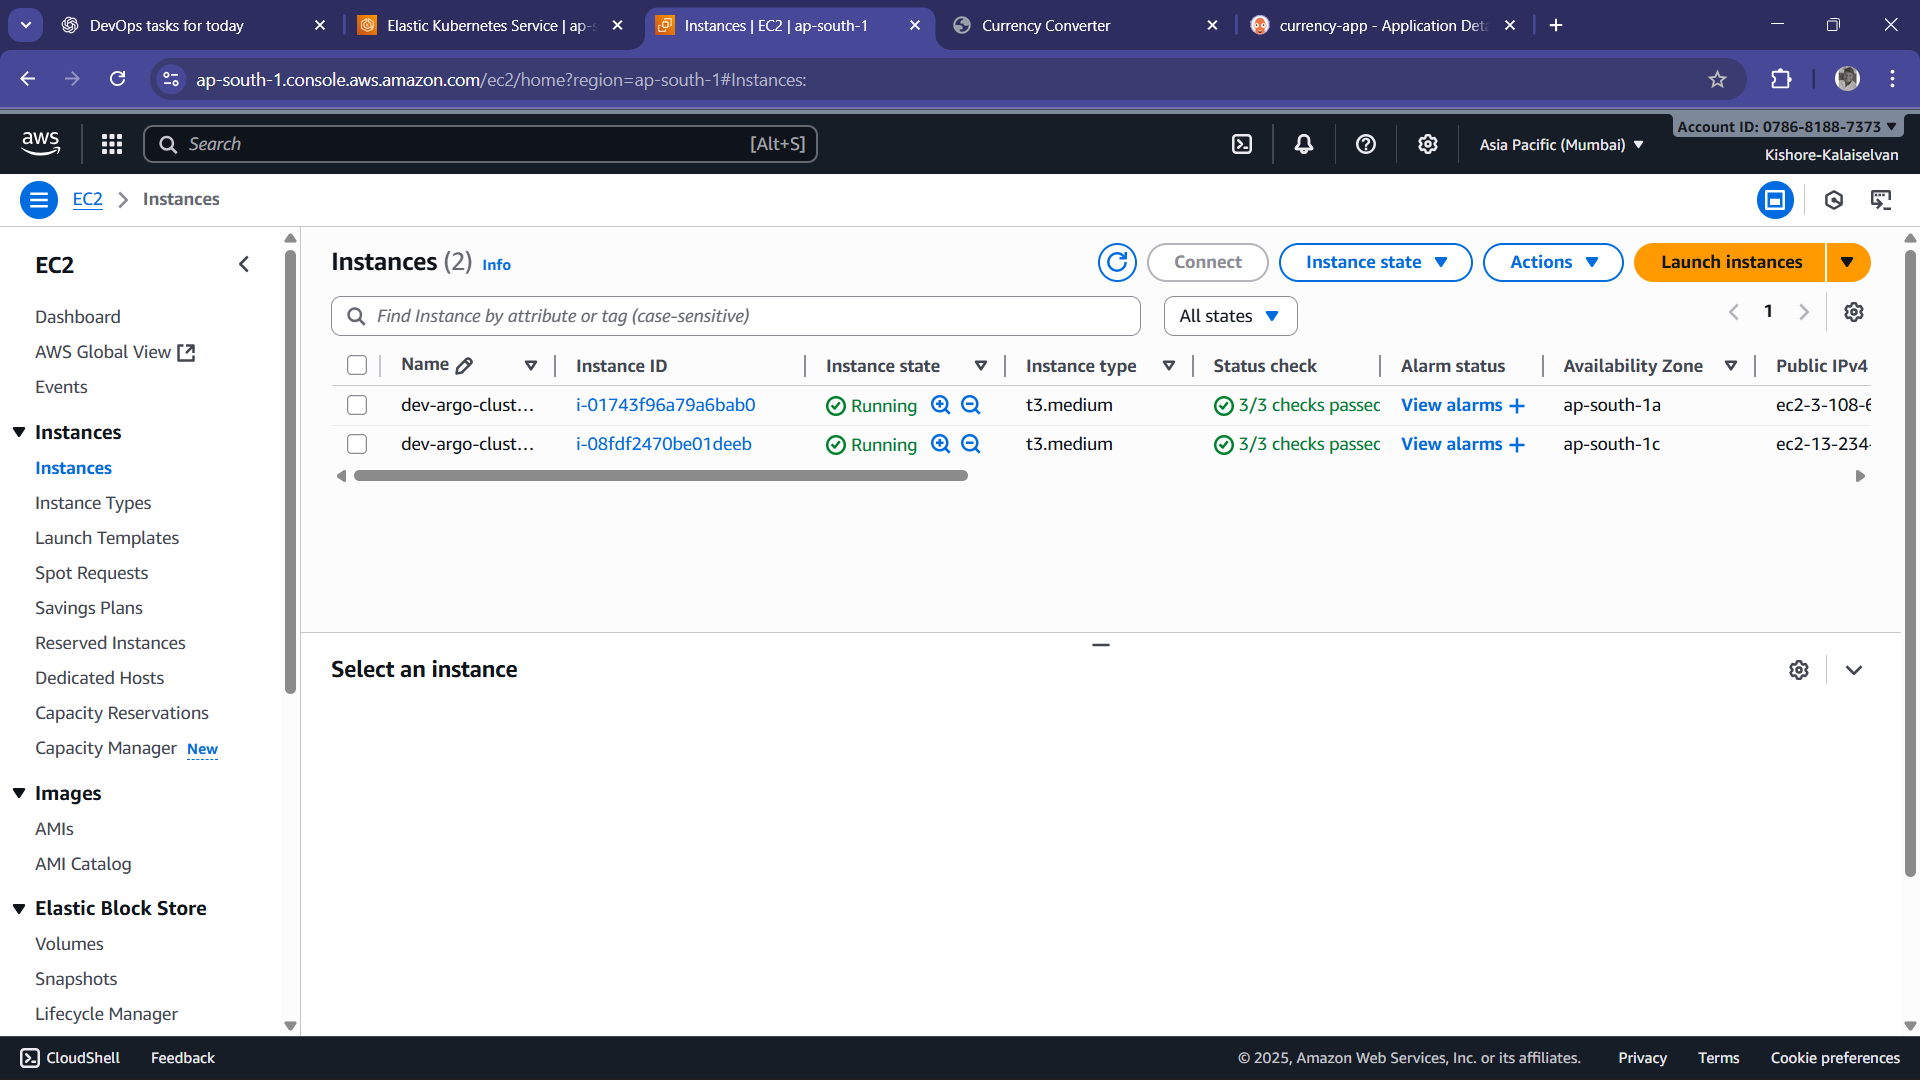 DevOps tasks for today
Elastic Kubernetes Service | ap-s
Instances | EC2 | ap-south-1
Currency Converter
currency-app - Application Deta
ap-south-1.console.aws.amazon.com/ec2/home?region=ap-south-1#Instances:
aws
Search
[Alt+S]
Asia Pacific (Mumbai)
Account ID: 0786-8188-7373
Kishore-Kalaiselvan
EC2
Instances
EC2
Dashboard
AWS Global View
Events
Instances
Instances
Instance Types
Launch Templates
Spot Requests
Savings Plans
Reserved Instances
Dedicated Hosts
Capacity Reservations
Capacity Manager New
Images
AMIs
AMI Catalog
Elastic Block Store
Volumes
Snapshots
Lifecycle Manager
Instances (2) Info
Connect
Instance state
Actions
Launch instances
Find Instance by attribute or tag (case-sensitive)
All states
1
Name Instance ID Instance state Instance type Status check Alarm status Availability Zone Public IPv4
dev-argo-clust... i-01743f96a79a6bab0 Running t3.medium 3/3 checks passed View alarms + ap-south-1a ec2-3-108-6
dev-argo-clust... i-08fdf2470be01deeb Running t3.medium 3/3 checks passed View alarms + ap-south-1c ec2-13-234-
Select an instance
CloudShell
Feedback
© 2025, Amazon Web Services, Inc. or its affiliates.
Privacy
Terms
Cookie preferences